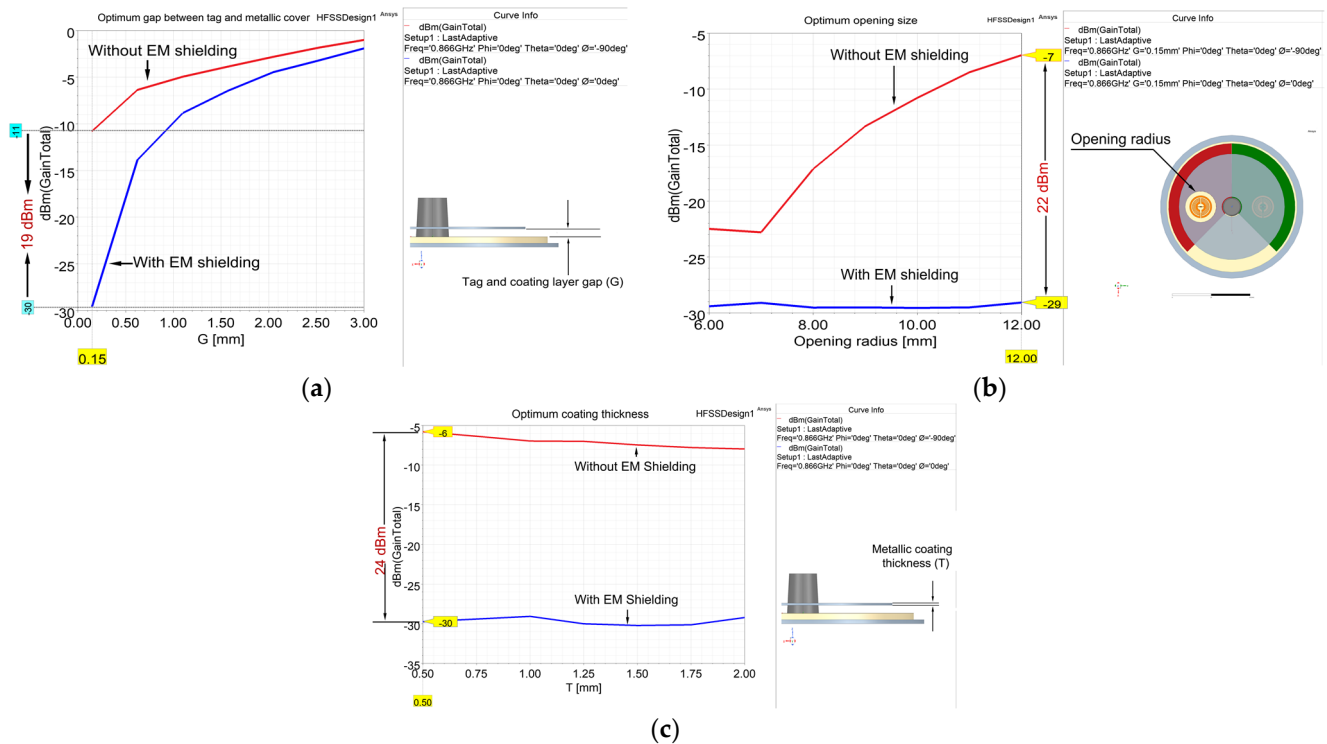 Optimum gap between tag and metallic cover HFSSDesign1 Ansys
Curve Info
dBm(GainTotal)
Setup1 : LastAdaptive
Freq='0.866GHz' Phi='0deg' Theta='0deg' Ø='-90deg'
dBm(GainTotal)
Setup1 : LastAdaptive
Freq='0.866GHz' Phi='0deg' Theta='0deg' Ø='0deg'
0
-5
-10
-15
-20
-25
-30
dBm(GainTotal)
Without EM shielding
With EM shielding
-11
19 dBm
-30
0.00 0.50 1.00 1.50 2.00 2.50 3.00
G [mm]
0.15
Tag and coating layer gap (G)
(a)
Optimum opening size HFSSDesign1 Ansys
Curve Info
dBm(GainTotal)
Setup1 : LastAdaptive
Freq='0.866GHz' G='0.15mm' Phi='0deg' Theta='0deg' Ø='-90deg'
dBm(GainTotal)
Setup1 : LastAdaptive
Freq='0.866GHz' G='0.15mm' Phi='0deg' Theta='0deg' Ø='0deg'
-5
-10
-15
-20
-25
-30
dBm(GainTotal)
Without EM shielding
With EM shielding
-7
22 dBm
-29
6.00 8.00 10.00 12.00
Opening radius [mm]
12.00
Ansys
Opening radius
(b)
Optimum coating thickness HFSSDesign1 Ansys
Curve Info
dBm(GainTotal)
Setup1 : LastAdaptive
Freq='0.866GHz' Phi='0deg' Theta='0deg' Ø='-90deg'
dBm(GainTotal)
Setup1 : LastAdaptive
Freq='0.866GHz' Phi='0deg' Theta='0deg' Ø='0deg'
-5
-10
-15
-20
-25
-30
-35
dBm(GainTotal)
-6
24 dBm
-30
Without EM Shielding
With EM Shielding
0.50 0.75 1.00 1.25 1.50 1.75 2.00
T [mm]
0.50
Metallic coating
thickness (T)
(c)